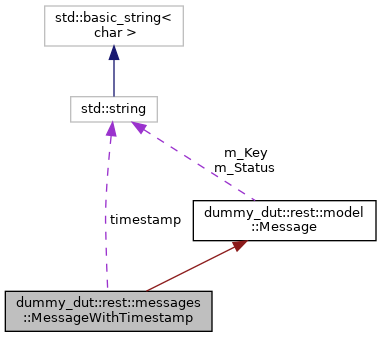 std::basic_string<
char >
std::string
m_Key
m_Status
dummy_dut::rest::model
::Message
timestamp
dummy_dut::rest::messages
::MessageWithTimestamp